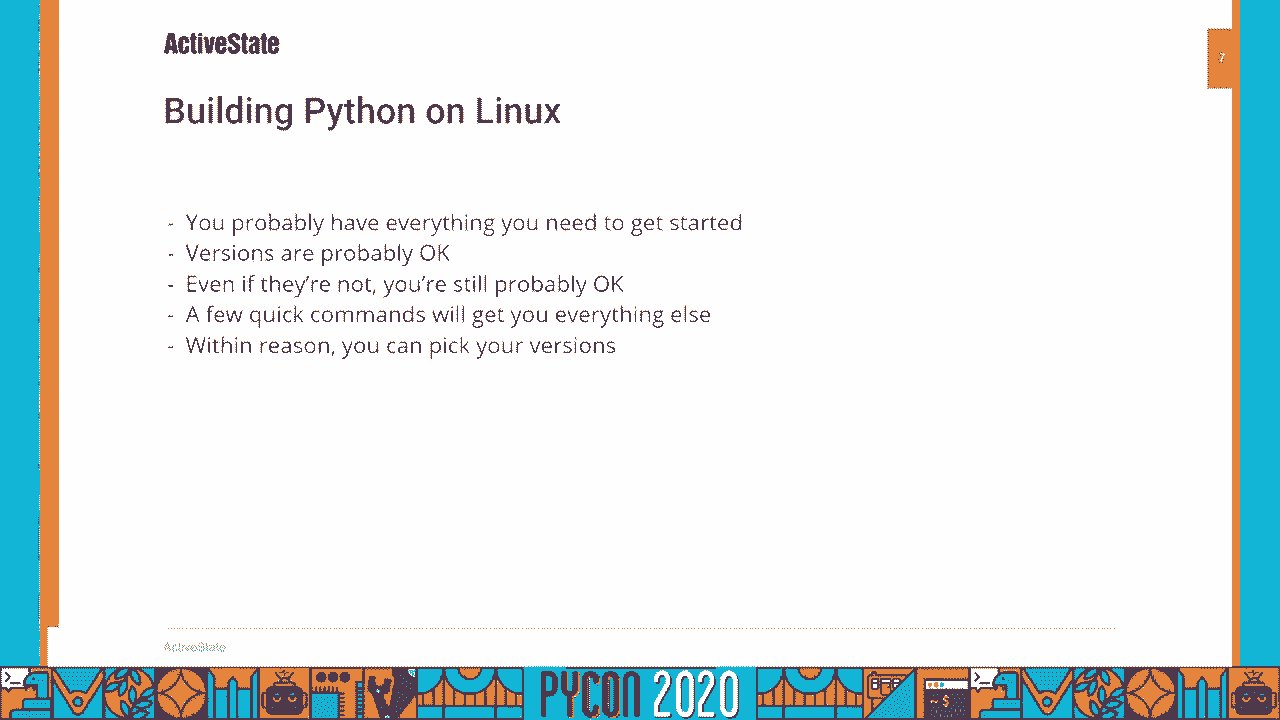 ActiveState
7
Building Python on Linux
- You probably have everything you need to get started
- Versions are probably OK
- Even if they’re not, you’re still probably OK
- A few quick commands will get you everything else
- Within reason, you can pick your versions
ActiveState
>_
PYCON 2020
>_
~ $